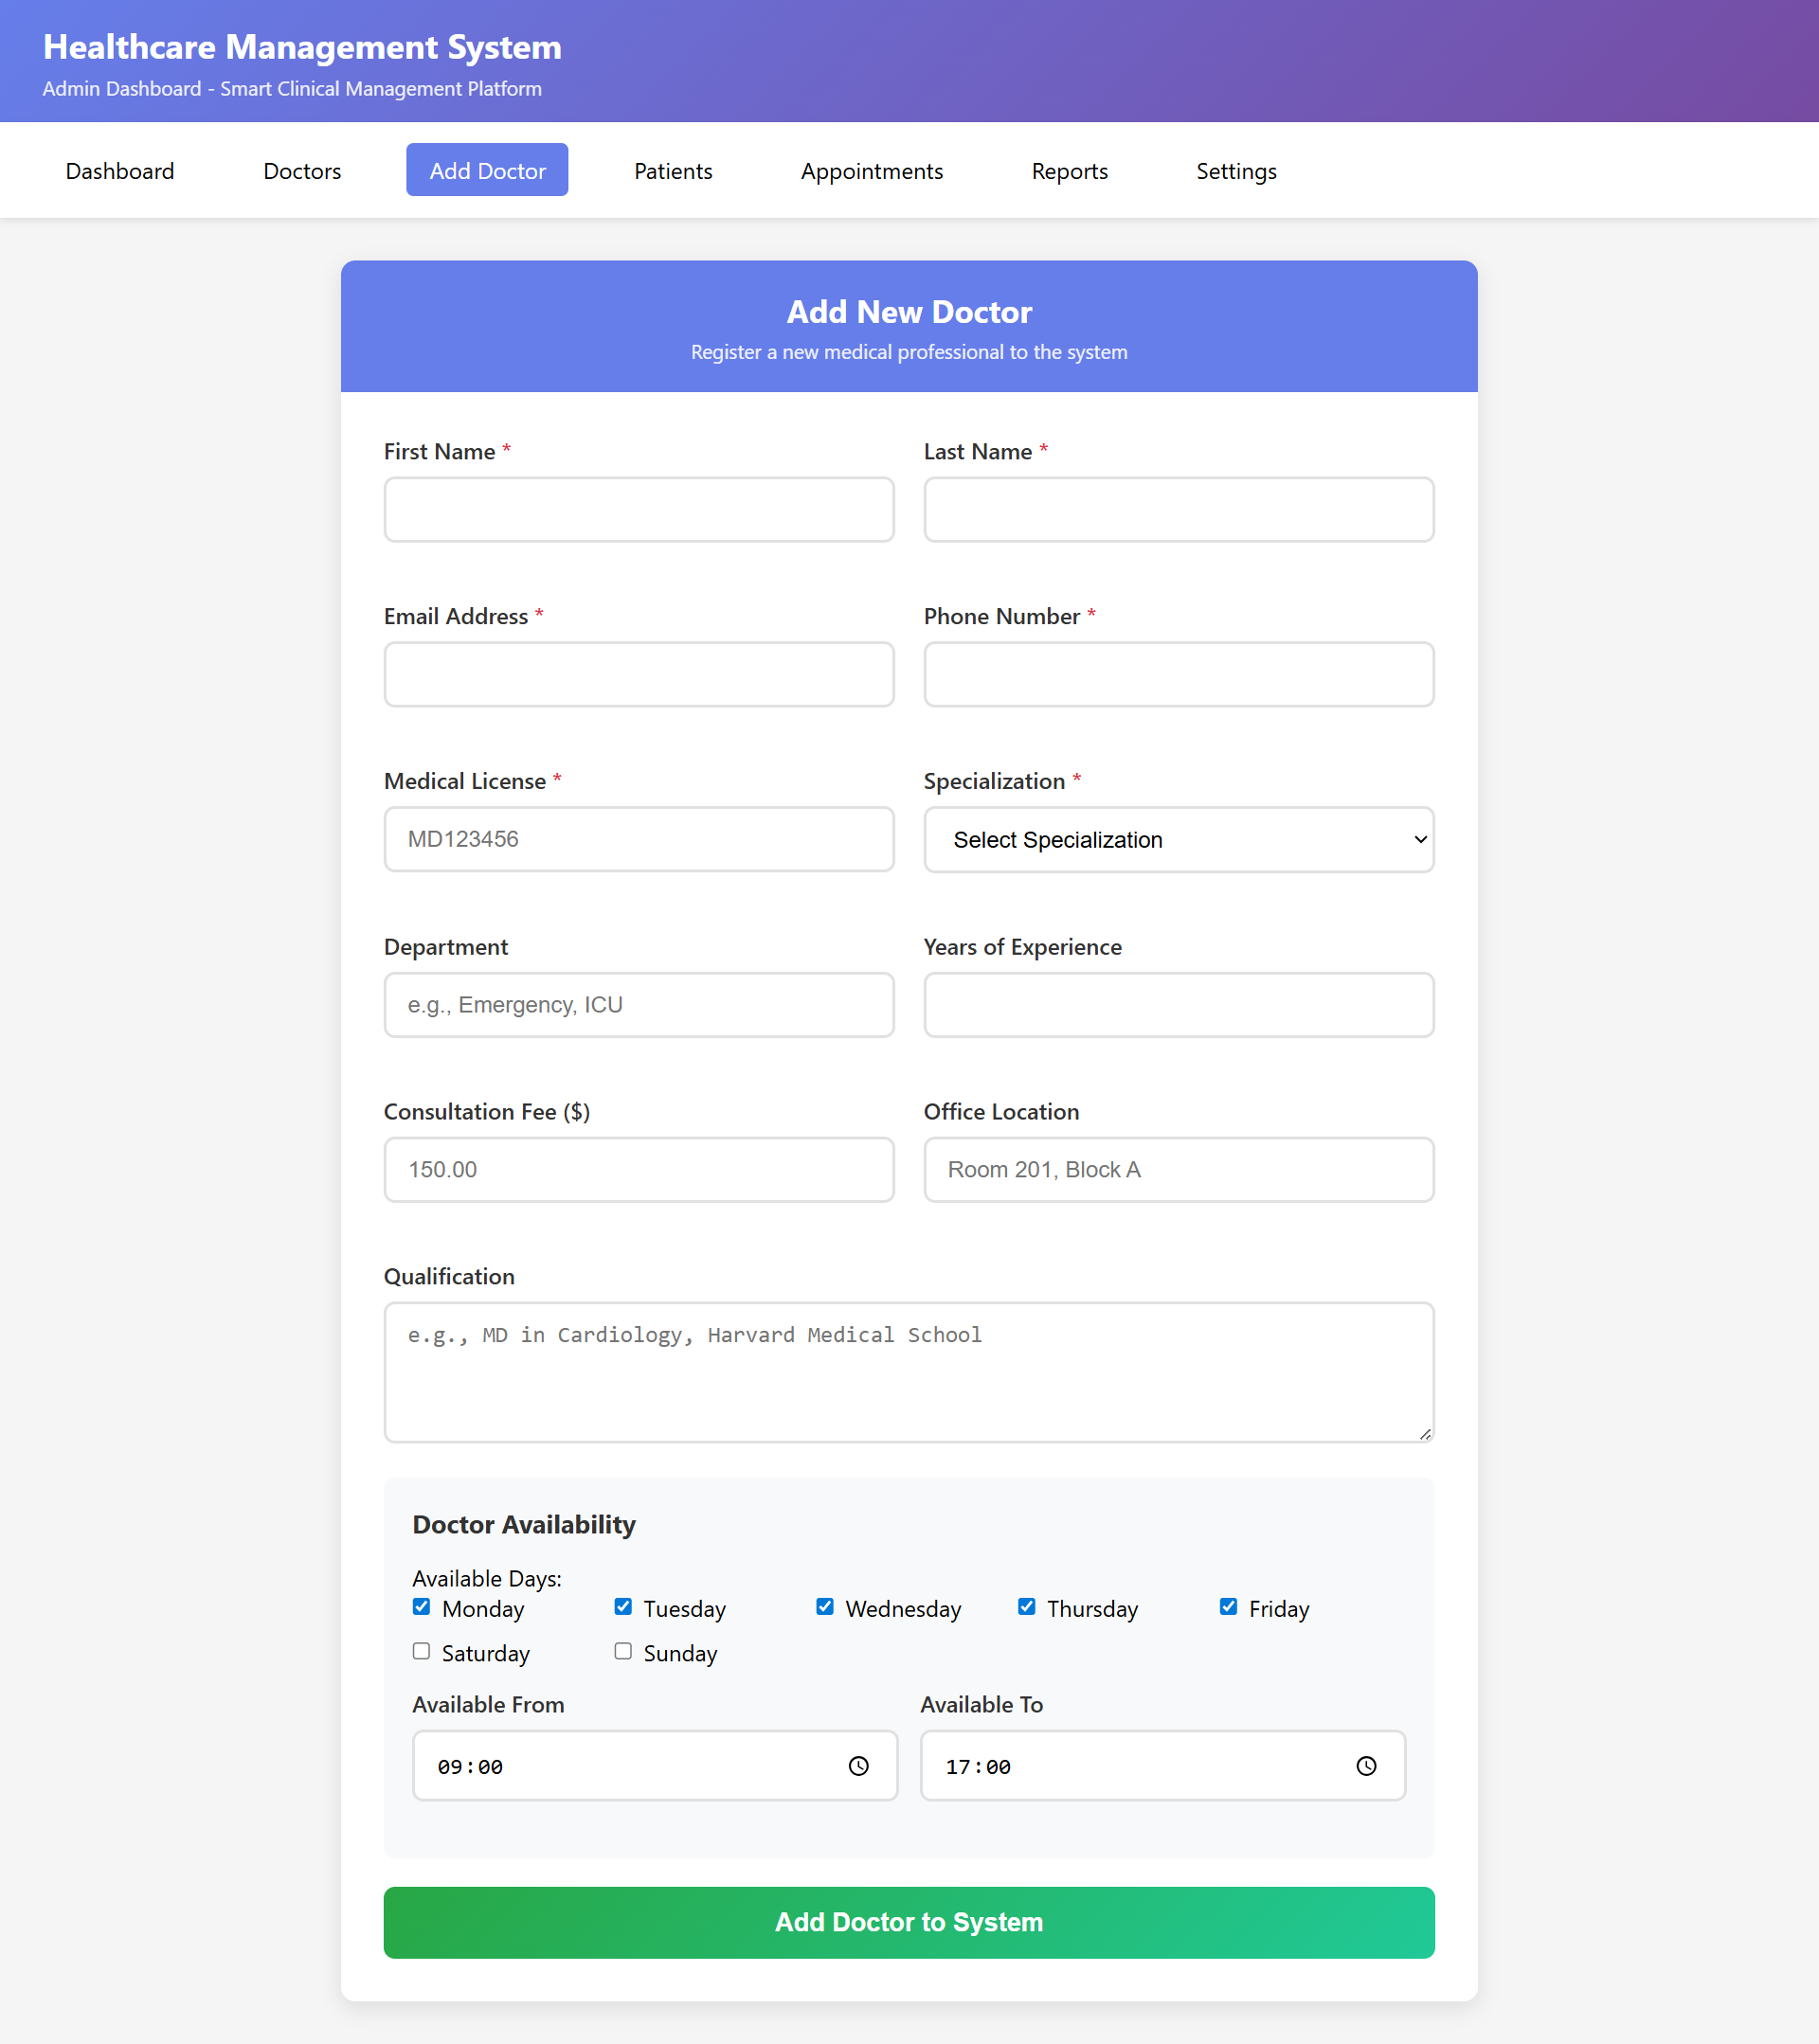 Healthcare Management System
Admin Dashboard - Smart Clinical Management Platform
Dashboard Doctors Add Doctor Patients Appointments Reports Settings
Add New Doctor
Register a new medical professional to the system
First Name * Last Name *
Email Address * Phone Number *
Medical License * Specialization *
MD123456 Select Specialization
Department Years of Experience
e.g., Emergency, ICU
Consultation Fee ($) Office Location
150.00 Room 201, Block A
Qualification
e.g., MD in Cardiology, Harvard Medical School
Doctor Availability
Available Days:
Monday Tuesday Wednesday Thursday Friday
Saturday Sunday
Available From Available To
09:00 17:00
Add Doctor to System